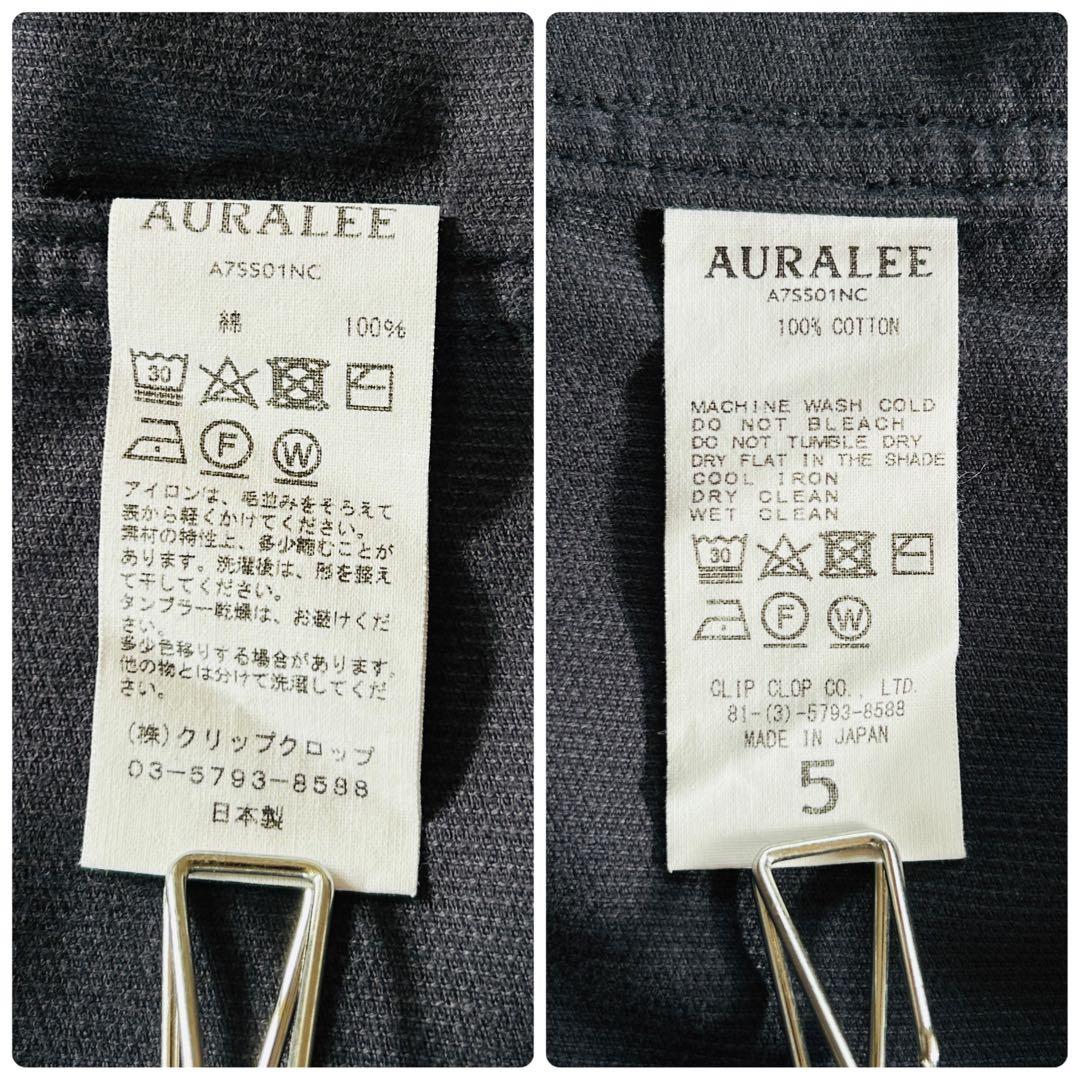 AURALEE
A7SS01NC
綿 100%
30
F W
アイロンは、毛並みをそろえて
表から軽くかけてください。
素材の特性上、多少縮むことが
あります。洗濯後は、形を整え
て干してください。
タンブラー乾燥は、お避けくだ
さい。
多少色移りする場合があります。
他の物とは分けて洗濯してくだ
さい。
(株)クリップクロップ
03-5793-8588
日本製
AURALEE
A7SS01NC
100% COTTON
MACHINE WASH COLD
DO NOT BLEACH
DO NOT TUMBLE DRY
DRY FLAT IN THE SHADE
COOL IRON
DRY CLEAN
WET CLEAN
30
F W
CLIP CLOP CO., LTD.
81-(3)-5793-8588
MADE IN JAPAN
5